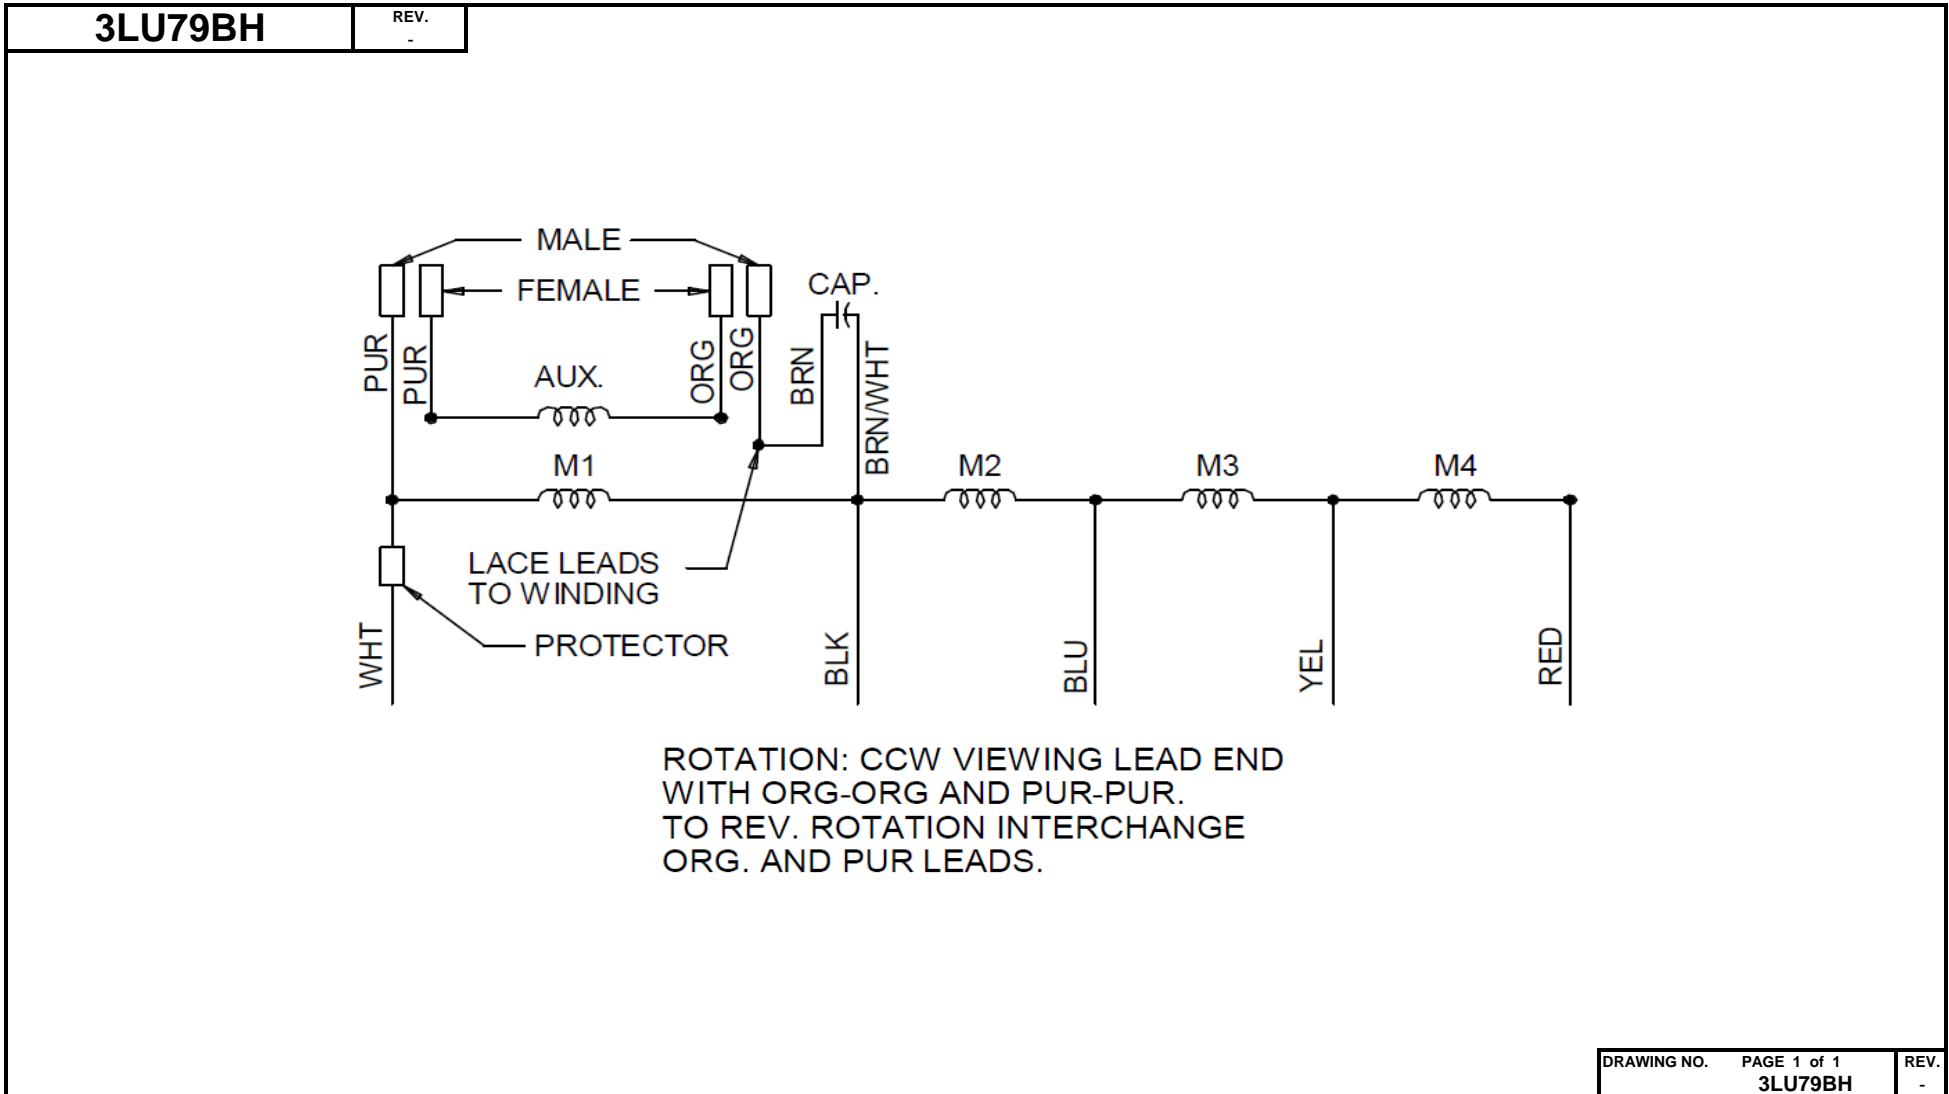 3LU79BH
REV.
-
MALE
FEMALE
CAP.
PUR
PUR
ORG
ORG
BRN
BRN/WHT
AUX.
M1
M2
M3
M4
LACE LEADS
TO WINDING
PROTECTOR
WHT
BLK
BLU
YEL
RED
ROTATION: CCW VIEWING LEAD END
WITH ORG-ORG AND PUR-PUR.
TO REV. ROTATION INTERCHANGE
ORG. AND PUR LEADS.
DRAWING NO. PAGE 1 of 1
3LU79BH
REV.
-